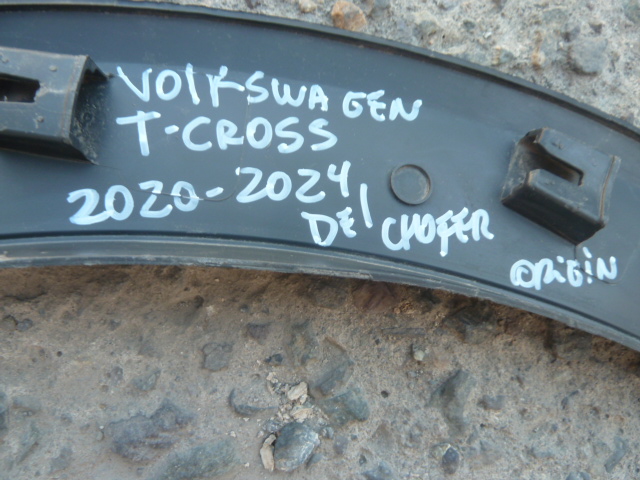 VOlKSWAGEN
T-CROSS
2020-2024
DEl CHOFER
ORiGiN